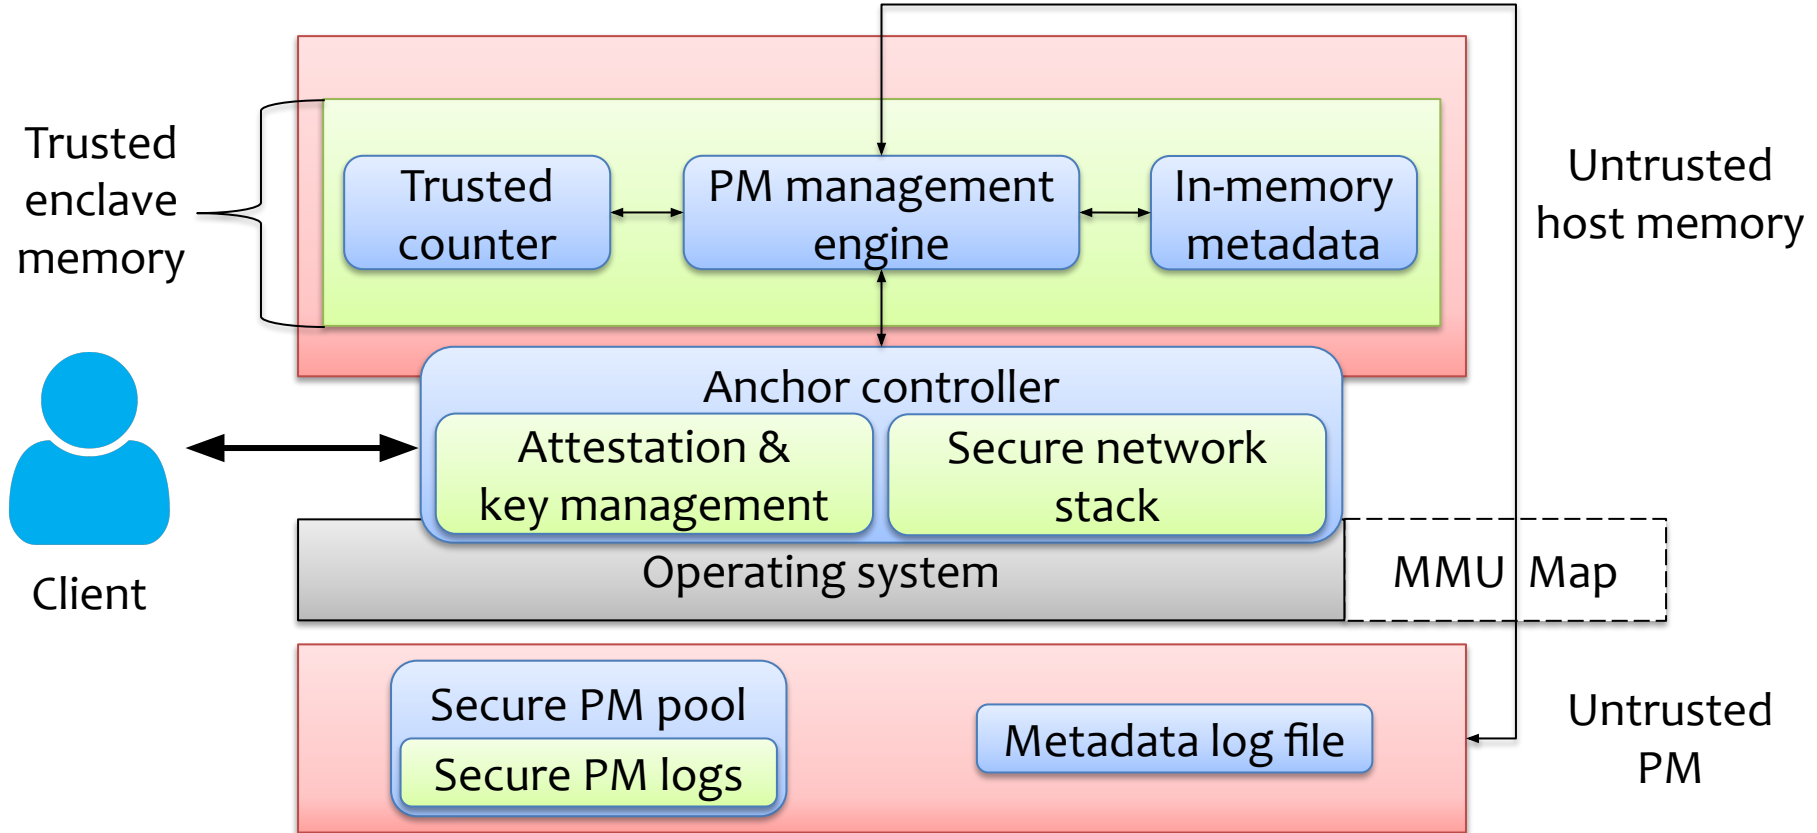 Trusted
enclave
memory
Trusted
counter
PM management
engine
In-memory
metadata
Untrusted
host memory
Anchor controller
Attestation &
key management
Secure network
stack
Client
Operating system
MMU Map
Secure PM pool
Secure PM logs
Metadata log file
Untrusted
PM